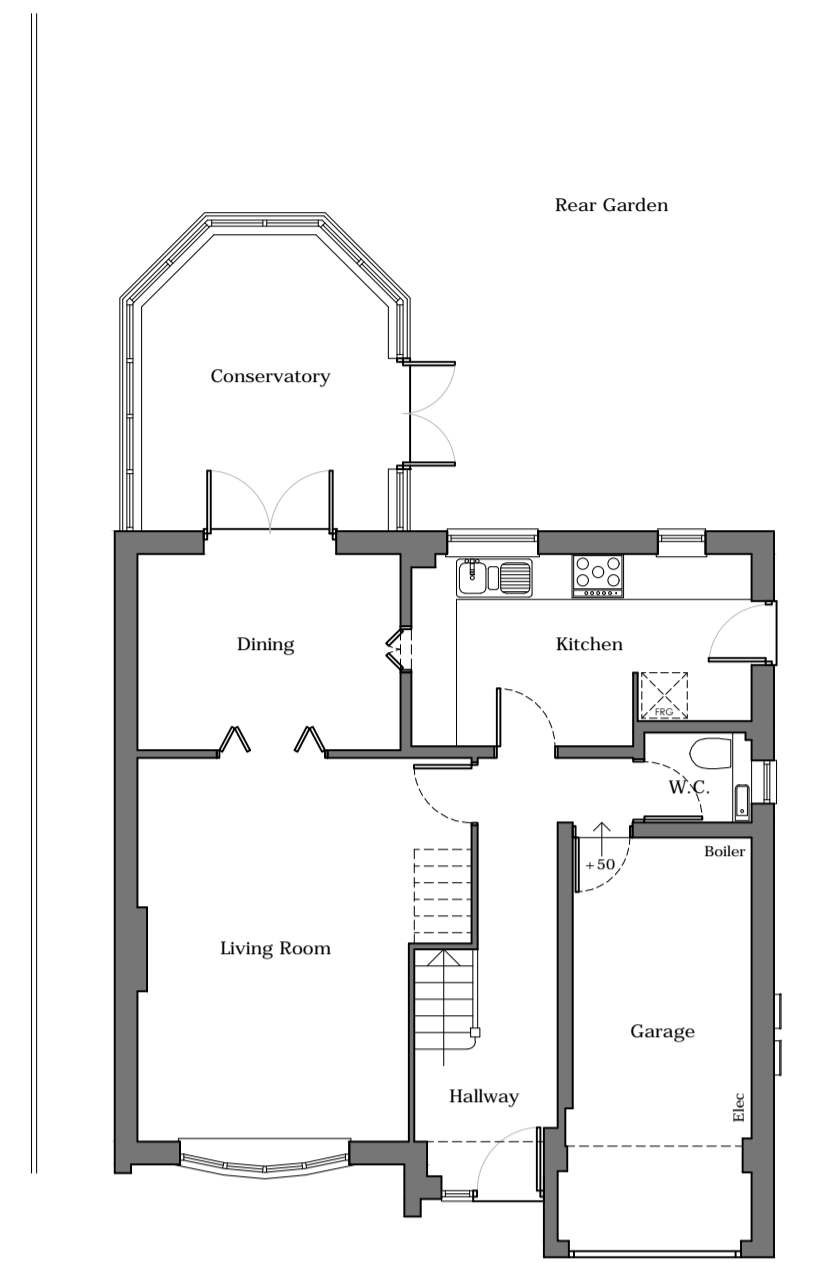 Rear Garden
Conservatory
Dining
Kitchen
FRG
W.C.
Boiler
+50
Living Room
Garage
Hallway
Elec